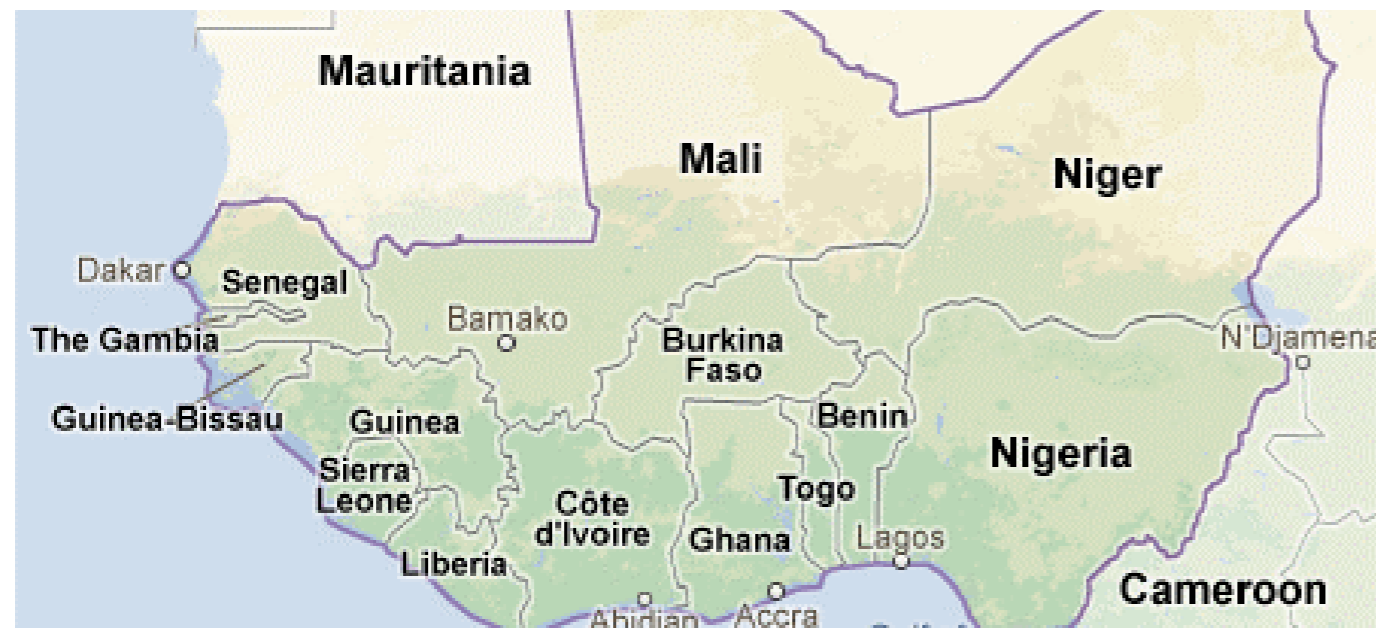 Mauritania
Mali
Niger
Dakar
Senegal
The Gambia
Bamako
Burkina
Faso
N'Djamena
Guinea-Bissau
Guinea
Benin
Sierra
Leone
Nigeria
Togo
Côte
d'Ivoire
Ghana
Lagos
Liberia
Cameroon
Abidjan
Accra